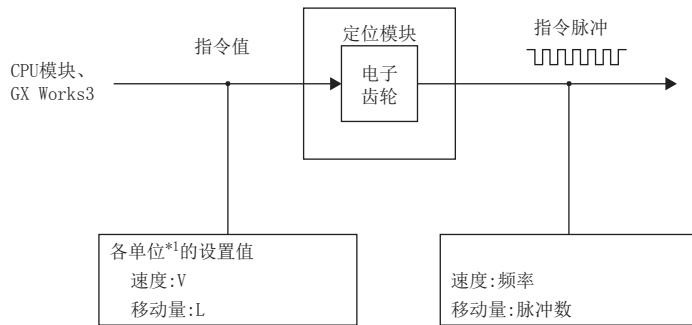 定位模块
指令值
指令脉冲
CPU模块、
GX Works3
电子
齿轮
各单位*1的设置值
速度:V
移动量:L
速度:频率
移动量:脉冲数